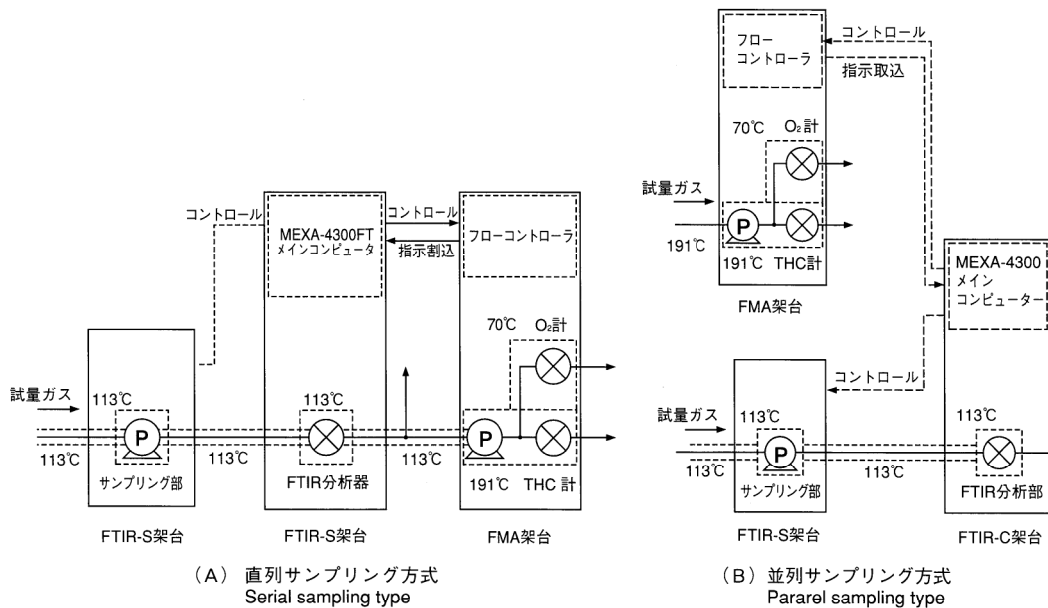 コントロール
MEXA-4300FT
メインコンピュータ
コントロール
指示割込
フローコントローラ
70℃
O₂計
試量ガス
113℃
113℃
P
サンプリング部
113℃
113℃
FTIR分析器
113℃
P
191℃
THC計
FTIR-S架台
FTIR-S架台
FMA架台
(A) 直列サンプリング方式
Serial sampling type
フロー
コントローラ
コントロール
指示取込
70℃
O₂計
試量ガス
191℃
P
191℃
THC計
FMA架台
MEXA-4300
メイン
コンピューター
コントロール
試量ガス
113℃
113℃
P
サンプリング部
113℃
113℃
FTIR分析部
FTIR-S架台
FTIR-C架台
(B) 並列サンプリング方式
Pararel sampling type